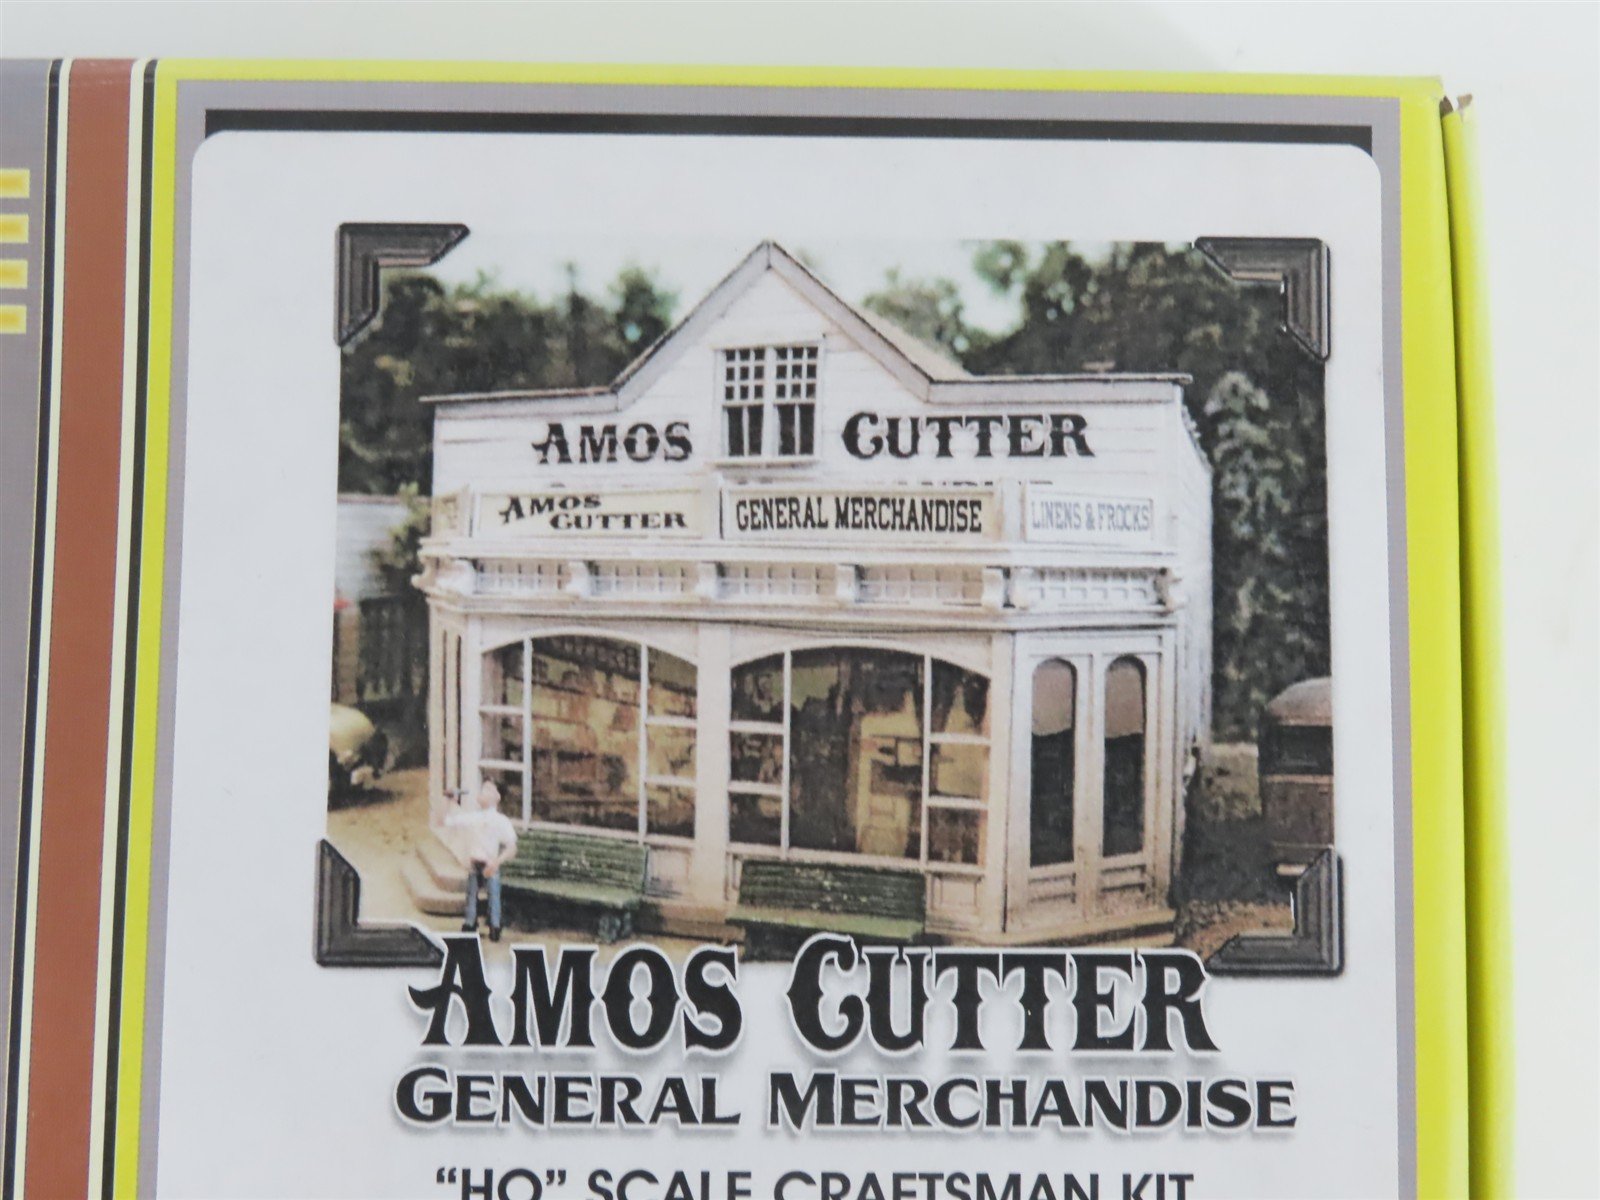 AMOS CUTTER
AMOS
CUTTER
GENERAL MERCHANDISE
LINENS & FROCKS
AMOS CUTTER
GENERAL MERCHANDISE
“HO” SCALE CRAFTSMAN KIT